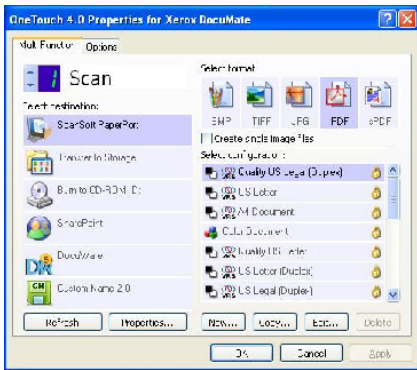 OneTouch 4.0 Properties for Xerox DocuMate
Multi Function Options
1 Scan
Select format:
BMP TIFF JPG PDF sPDF
Create single image files
Select destination:
ScanSoft PaperPort
Transfer to Storage
Burn to CD-ROM D:
SharePoint
DocuWare
Custom Name 2.0
Refresh Properties...
Select configuration:
Quality US Legal (Duplex)
US Letter
A4 Document
Color Document
Quality US Letter
US Letter (Duplex)
US Legal (Duplex)
New... Copy... Edit... Delete
OK Cancel Apply